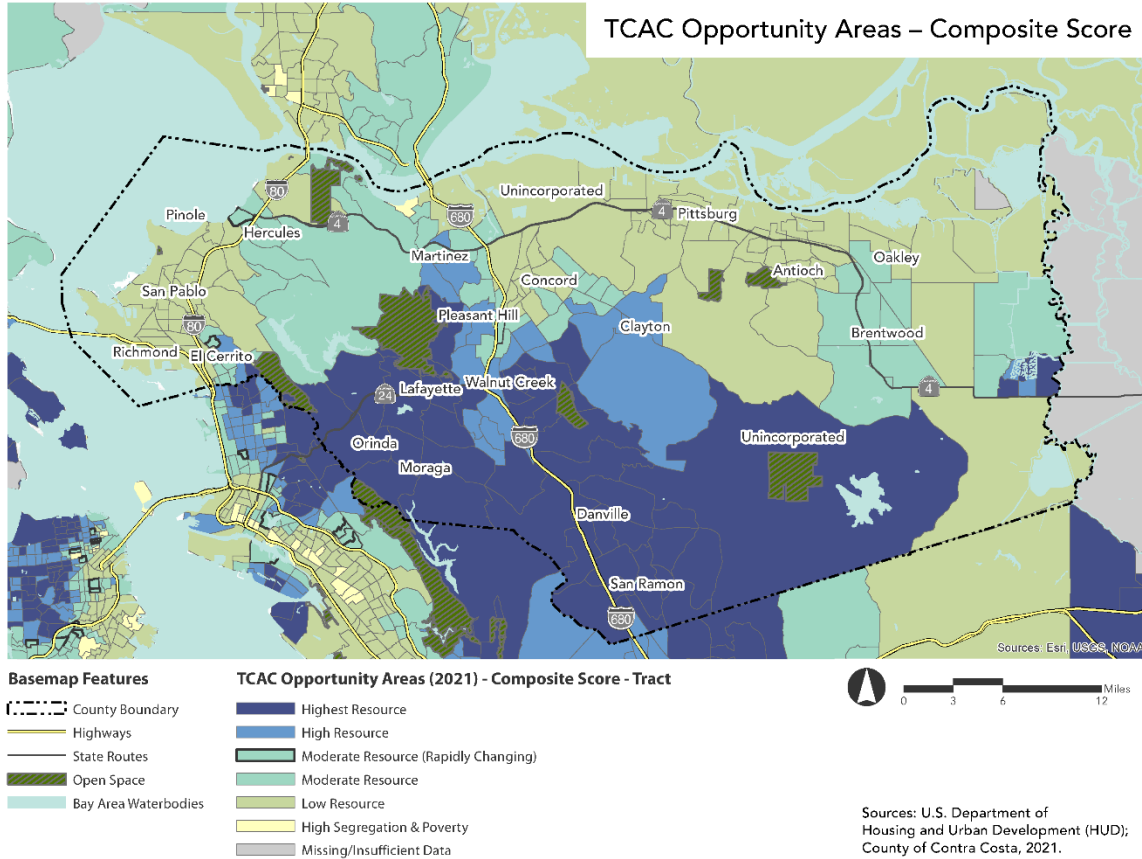 TCAC Opportunity Areas – Composite Score
80
Unincorporated
4
Pinole
680
Pittsburg
Hercules
4
Martinez
Oakley
Antioch
Concord
San Pablo
Pleasant Hill
80
Clayton
Brentwood
Richmond
El Cerrito
Walnut Creek
Lafayette
24
4
Orinda
680
Unincorporated
Moraga
Danville
San Ramon
680
Sources: Esri, USGS, NOAA
Basemap Features
County Boundary
Highways
State Routes
Open Space
Bay Area Waterbodies
TCAC Opportunity Areas (2021) - Composite Score - Tract
Highest Resource
High Resource
Moderate Resource (Rapidly Changing)
Moderate Resource
Low Resource
High Segregation & Poverty
Missing/Insufficient Data
Miles
0 3 6 12
Sources: U.S. Department of
Housing and Urban Development (HUD);
County of Contra Costa, 2021.